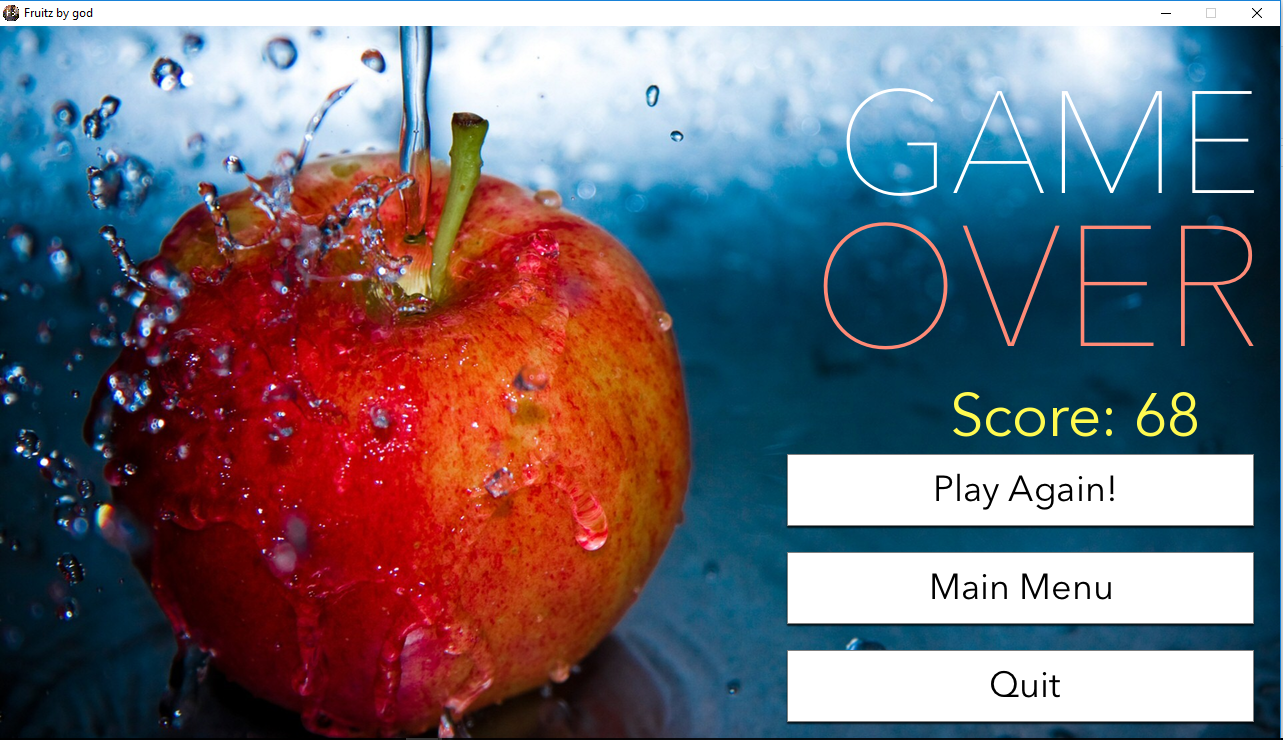 Fruitz by god
GAME
OVER
Score: 68
Play Again!
Main Menu
Quit